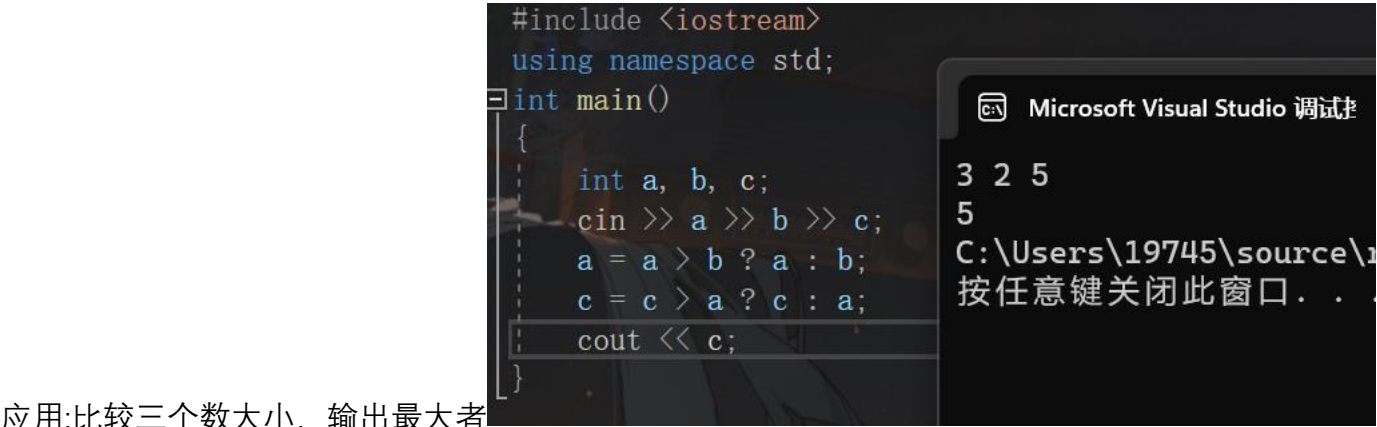 #include <iostream>
using namespace std;
int main()
{
int a, b, c;
cin >> a >> b >> c;
a = a > b ? a : b;
c = c > a ? c : a;
cout << c;
}
Microsoft Visual Studio 调试
3 2 5
5
C:\Users\19745\source\
按任意键关闭此窗口. . .
应用:比较三个数大小，输出最大者